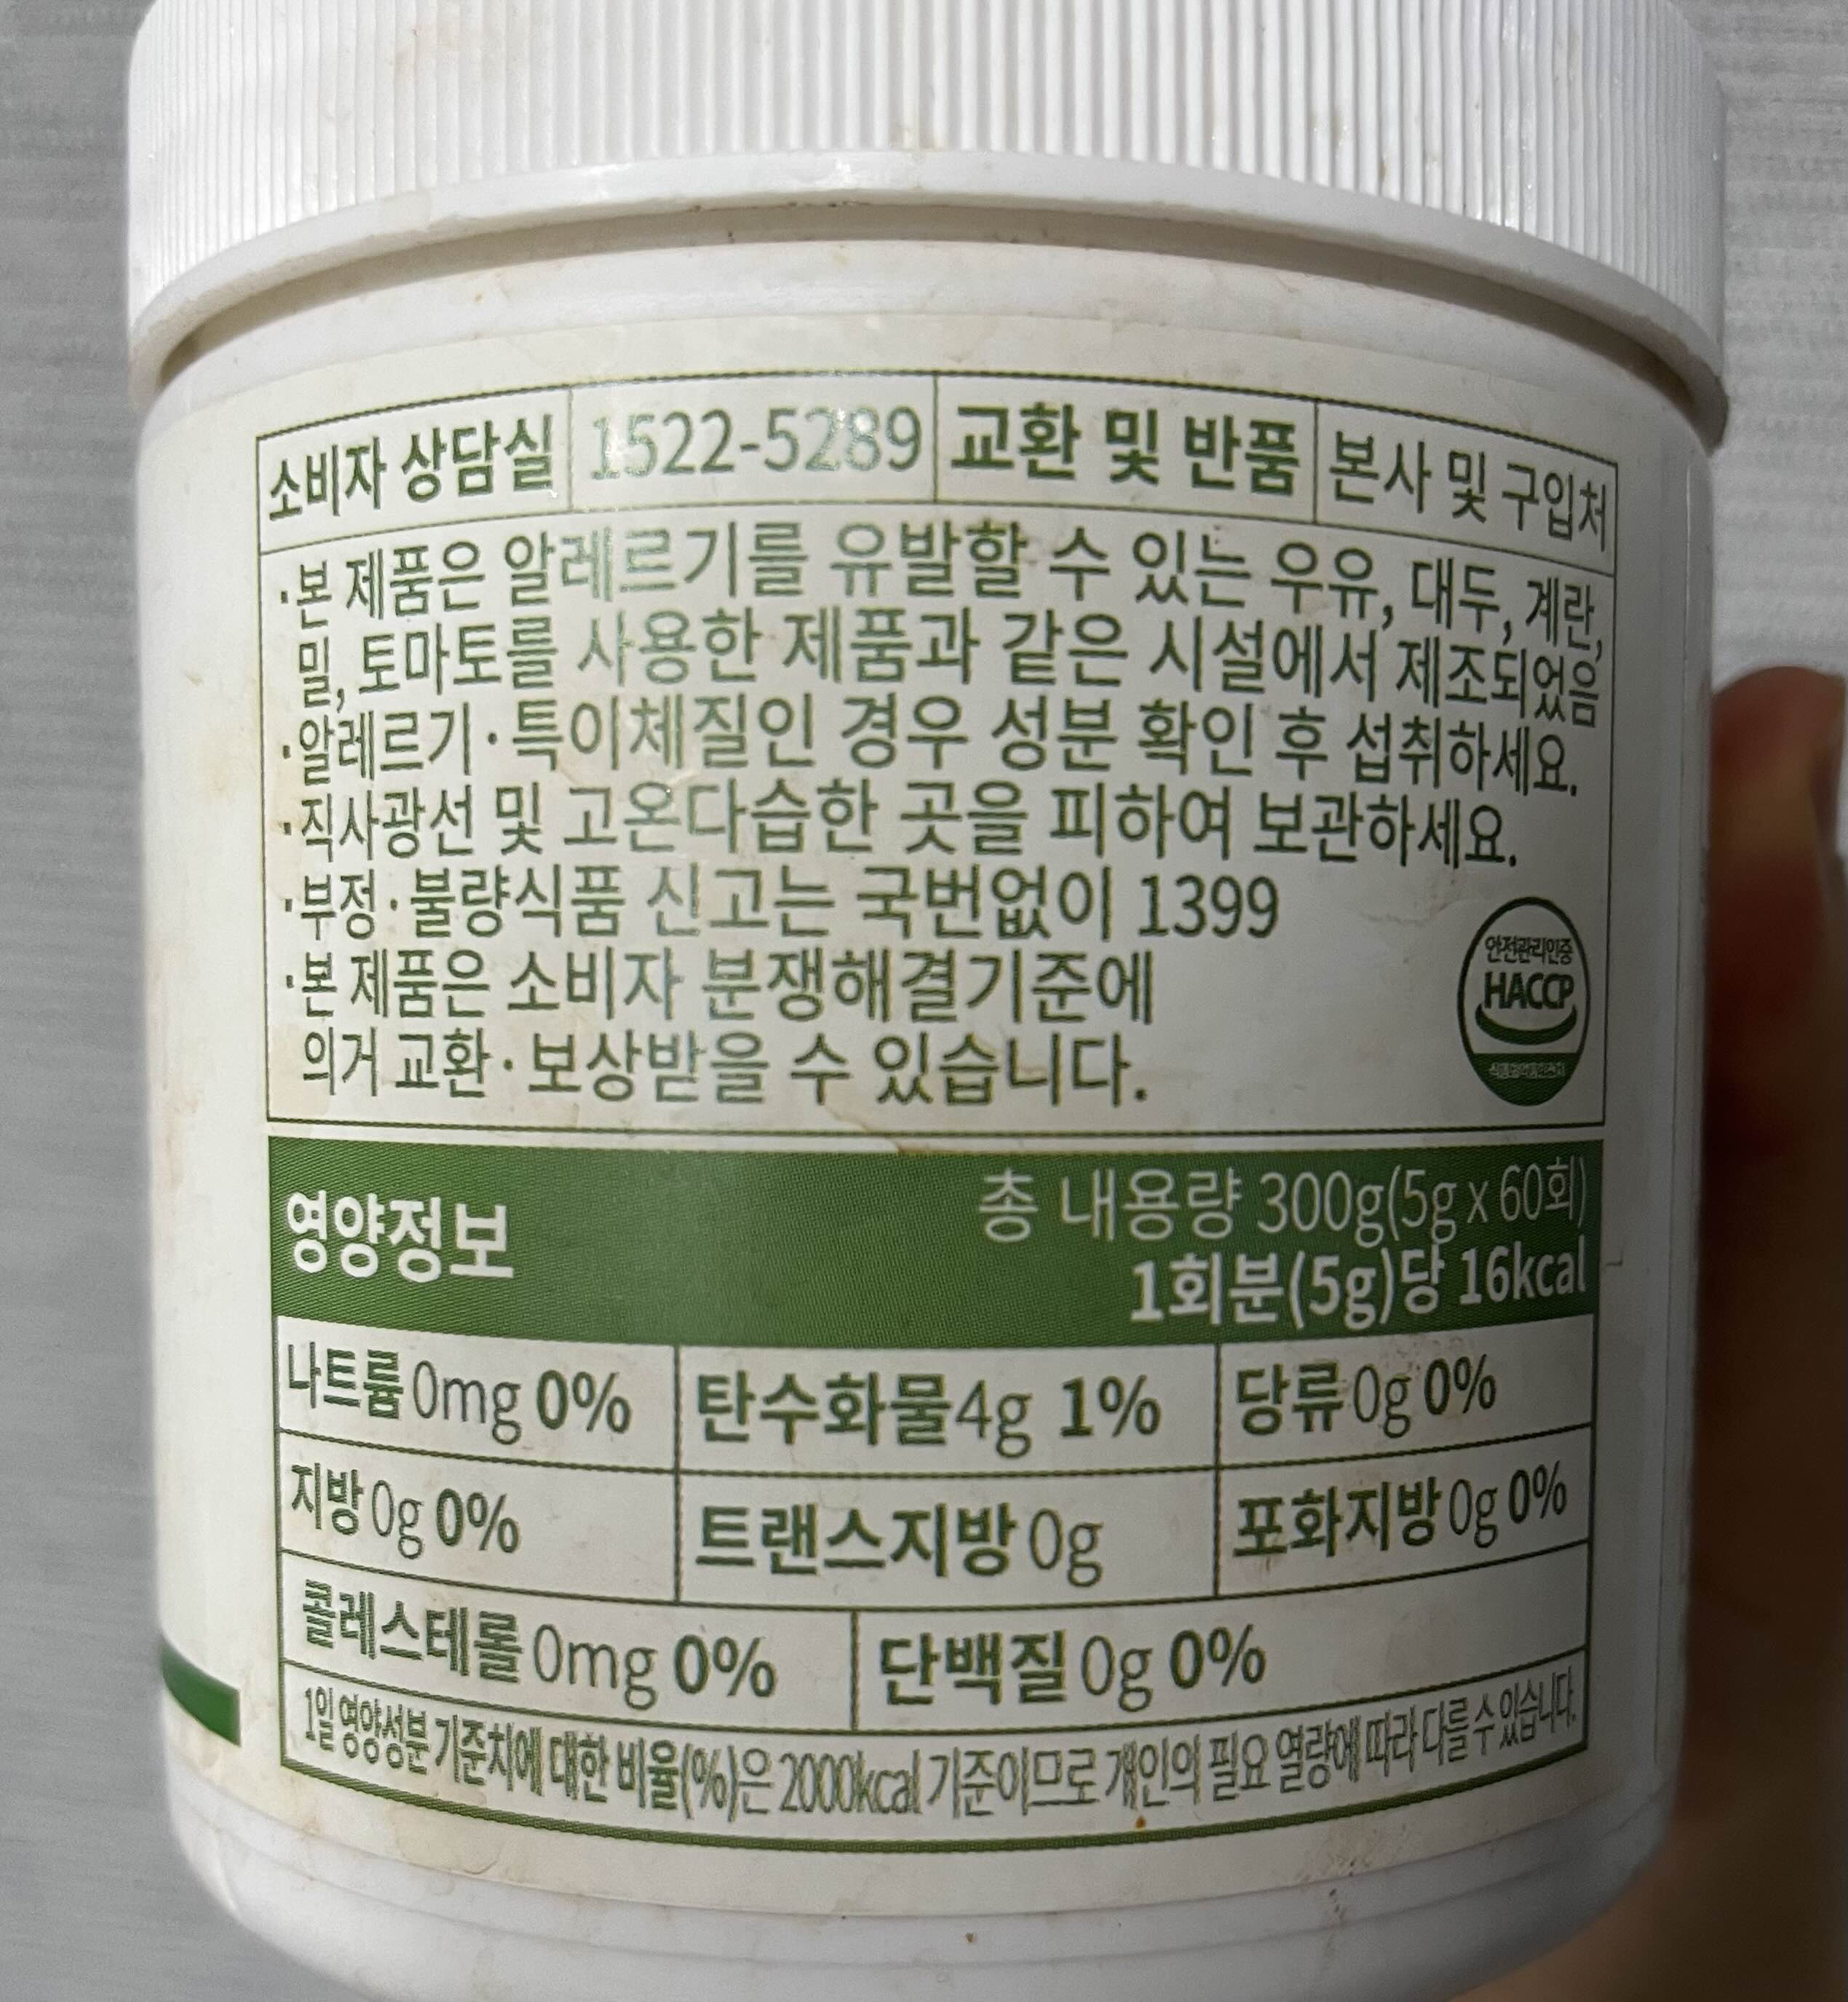 소비자 상담실 1522-5289 교환 및 반품 본사 및 구입처
·본 제품은 알레르기를 유발할 수 있는 우유, 대두, 계란,
밀, 토마토를 사용한 제품과 같은 시설에서 제조되었음
·알레르기·특이체질인 경우 성분 확인 후 섭취하세요.
·직사광선 및 고온다습한 곳을 피하여 보관하세요.
·부정·불량식품 신고는 국번없이 1399
·본 제품은 소비자 분쟁해결기준에
의거 교환·보상받을 수 있습니다.
안전관리인증
HACCP
영양정보
총 내용량 300g(5g x 60회)
1회분(5g)당 16kcal
나트륨 0mg 0% 탄수화물 4g 1% 당류 0g 0%
지방 0g 0% 트랜스지방 0g 포화지방 0g 0%
콜레스테롤 0mg 0% 단백질 0g 0%
1일 영양성분 기준치에 대한 비율(%)은 2000kcal 기준이므로 개인의 필요 열량에 따라 다를 수 있습니다.